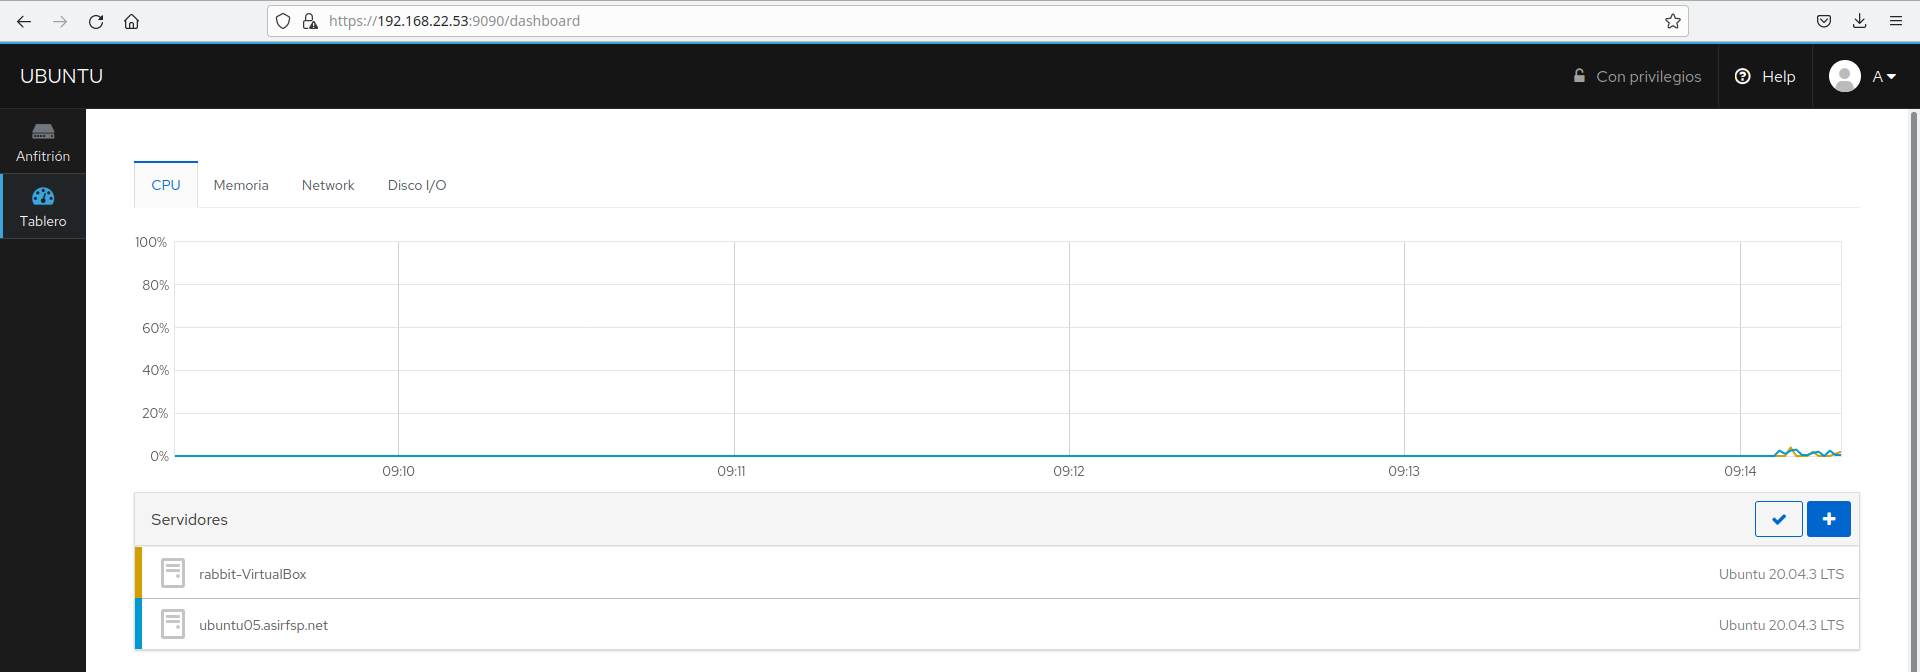 https://192.168.22.53:9090/dashboard
UBUNTU
Con privilegios
Help
A
Anfitrión
Tablero
CPU Memoria Network Disco I/O
100%
80%
60%
40%
20%
0%
09:10 09:11 09:12 09:13 09:14
Servidores
rabbit-VirtualBox Ubuntu 20.04.3 LTS
ubuntu05.asirfsp.net Ubuntu 20.04.3 LTS